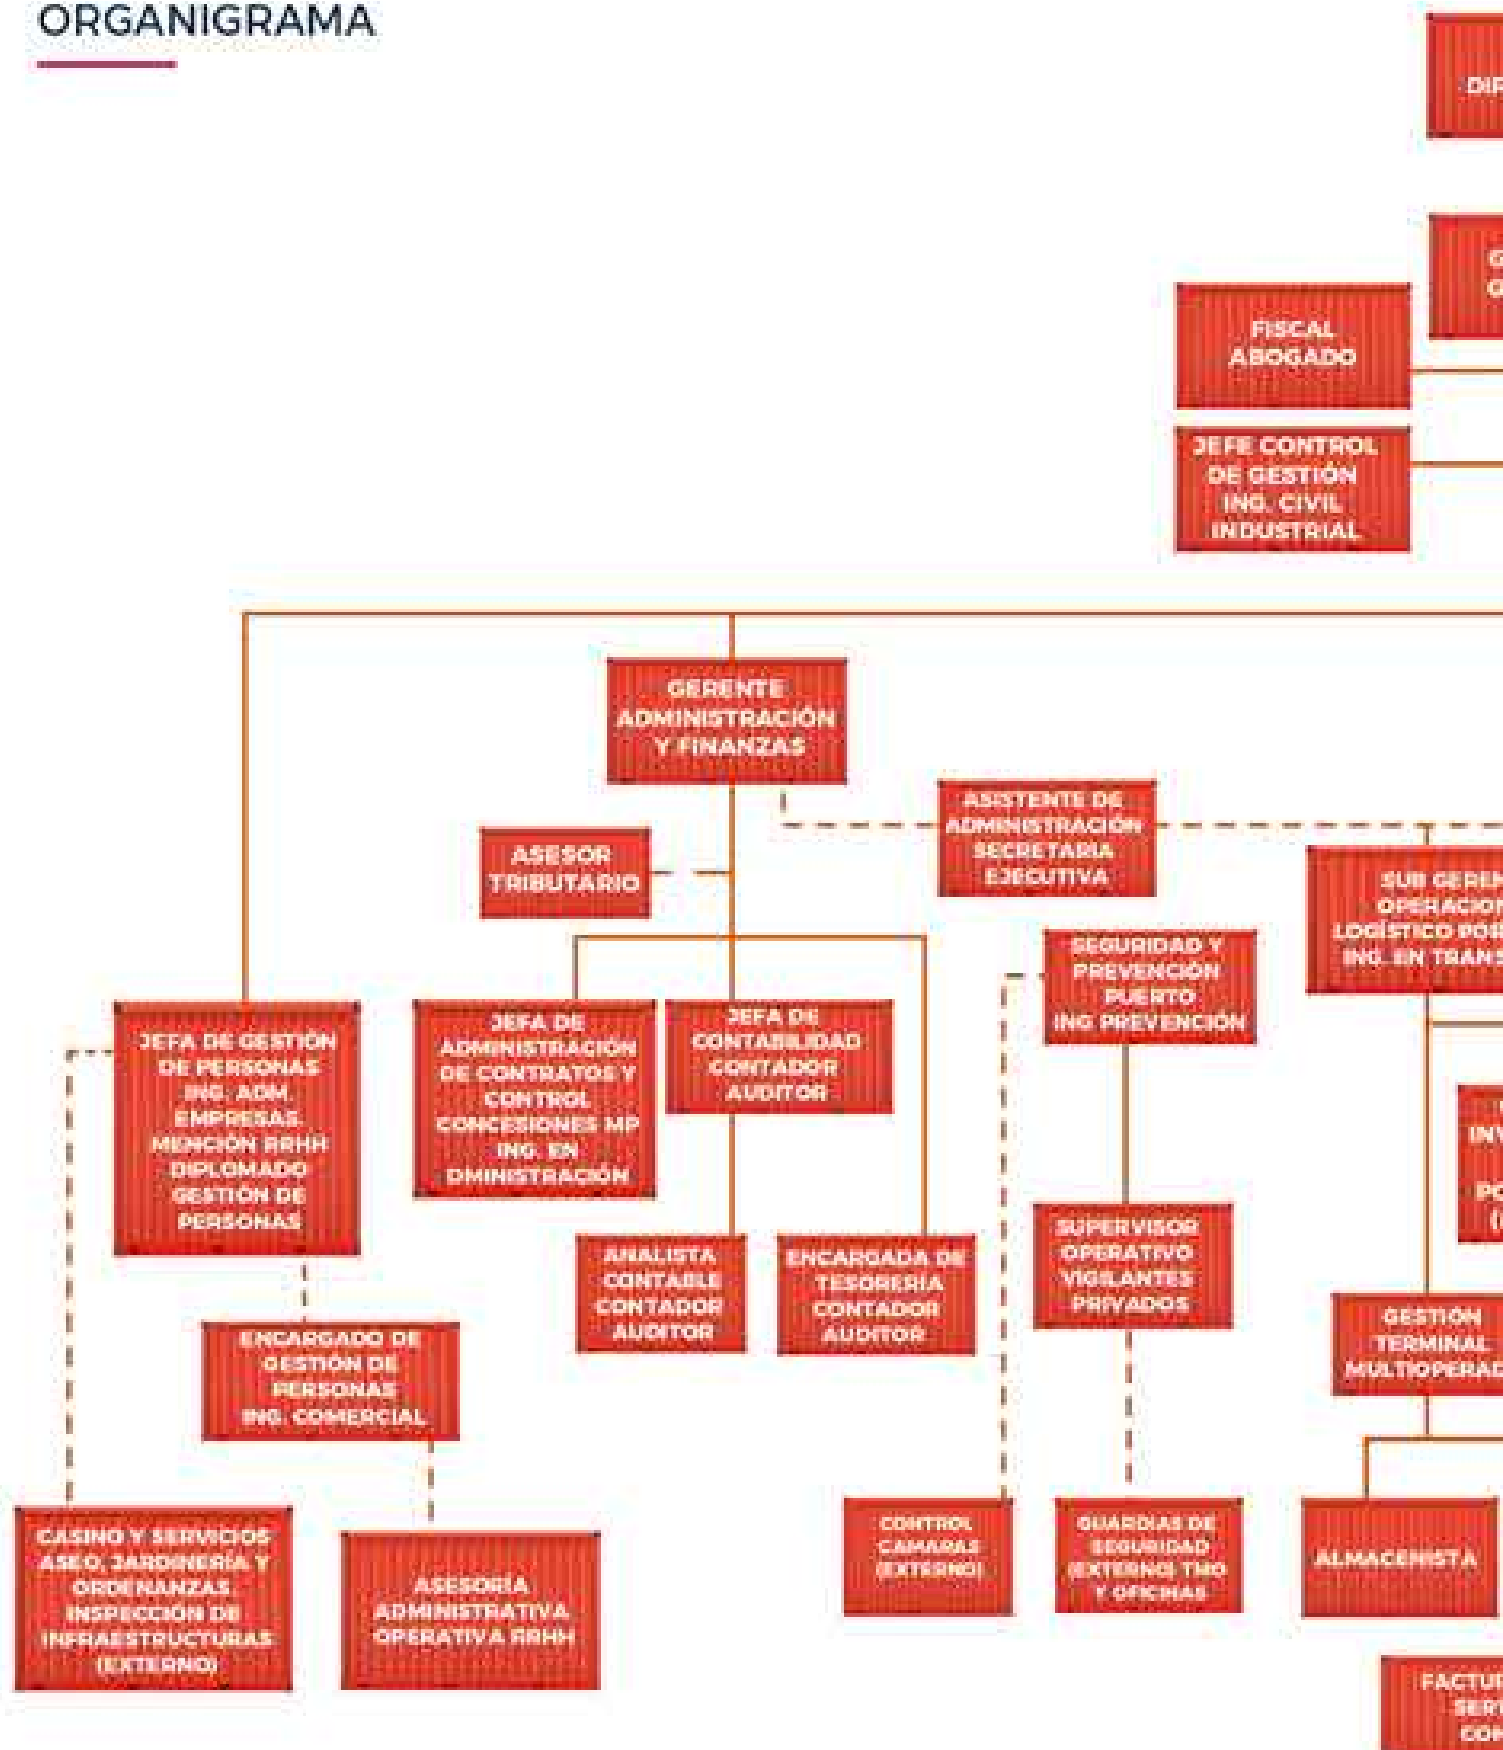 ORGANIGRAMA
FISCAL
ABOGADO
JEFE CONTROL
DE GESTIÓN
ING. CIVIL
INDUSTRIAL
GERENTE
ADMINISTRACIÓN
Y FINANZAS
ASISTENTE DE
ADMINISTRACIÓN
SECRETARIA
EJECUTIVA
ASESOR
TRIBUTARIO
SUB
LOGÍSTICO
ING. EN
SEGURIDAD Y
PREVENCIÓN
PUERTO
ING PREVENCIÓN
JEFA DE GESTIÓN
DE PERSONAS
ING. ADM.
EMPRESAS.
MENCIÓN RRHH
DIPLOMADO
GESTIÓN DE
PERSONAS
JEFA DE
ADMINISTRACIÓN
DE CONTRATOS Y
CONTROL
CONCESIONES MP
ING. EN
DMINISTRACIÓN
JEFA DE
CONTABILIDAD
CONTADOR
AUDITOR
SUPERVISOR
OPERATIVO
VIGILANTES
PRIVADOS
ANALISTA
CONTABLE
CONTADOR
AUDITOR
ENCARGADA DE
TESORERÍA
CONTADOR
AUDITOR
GESTIÓN
TERMINAL
ENCARGADO DE
GESTIÓN DE
PERSONAS
ING. COMERCIAL
CASINO Y SERVICIOS
ASEO, JARDINERÍA Y
ORDENANZAS
INSPECCIÓN DE
INFRAESTRUCTURAS
(EXTERNO)
ASESORÍA
ADMINISTRATIVA
OPERATIVA RRHH
CONTROL
CAMARAS
(EXTERNO)
GUARDIAS DE
SEGURIDAD
(EXTERNO) TMO
Y OFICINAS
ALMACENISTA